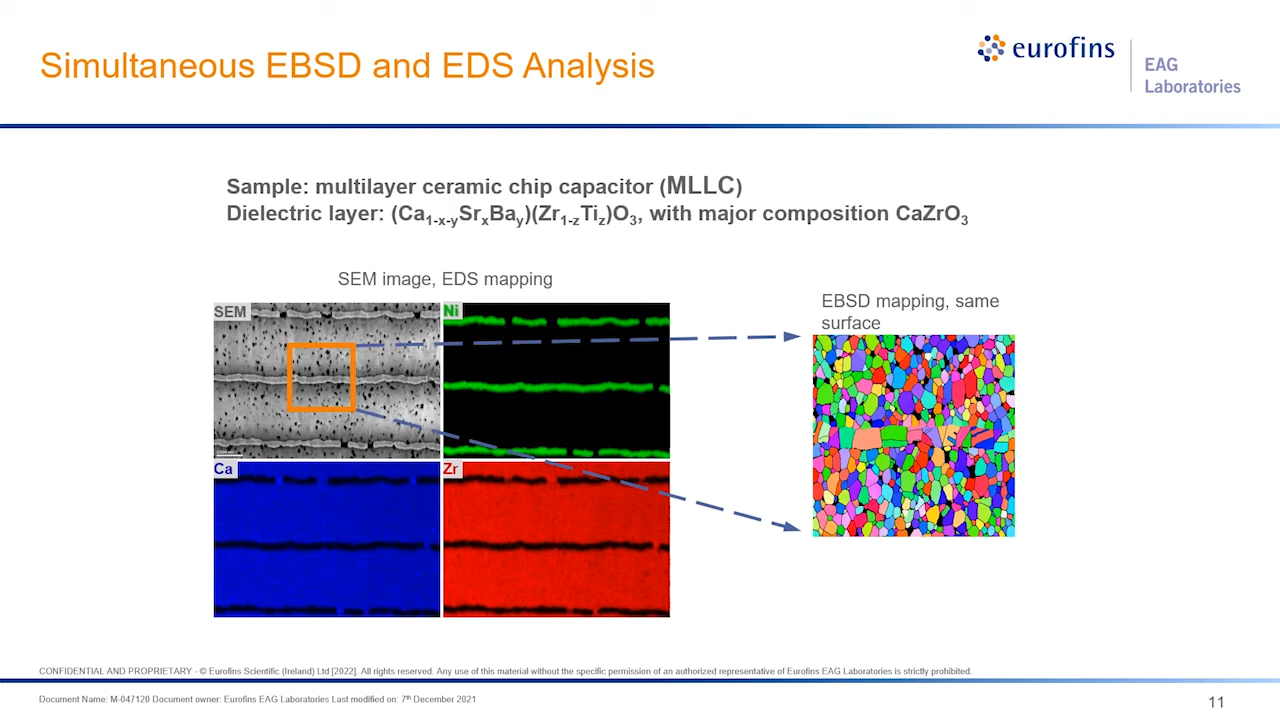 Simultaneous EBSD and EDS Analysis
eurofins
EAG
Laboratories
Sample: multilayer ceramic chip capacitor (MLLC)
Dielectric layer: (Ca1-x-ySrxBay)(Zr1-zTiz)O3, with major composition CaZrO3
SEM image, EDS mapping
EBSD mapping, same
surface
SEM
Ni
Ca
Zr
CONFIDENTIAL AND PROPRIETARY - © Eurofins Scientific (Ireland) Ltd [2022]. All rights reserved. Any use of this material without the specific permission of an authorized representative of Eurofins EAG Laboratories is strictly prohibited.
Document Name: M-047120 Document owner: Eurofins EAG Laboratories Last modified on: 7th December 2021
11